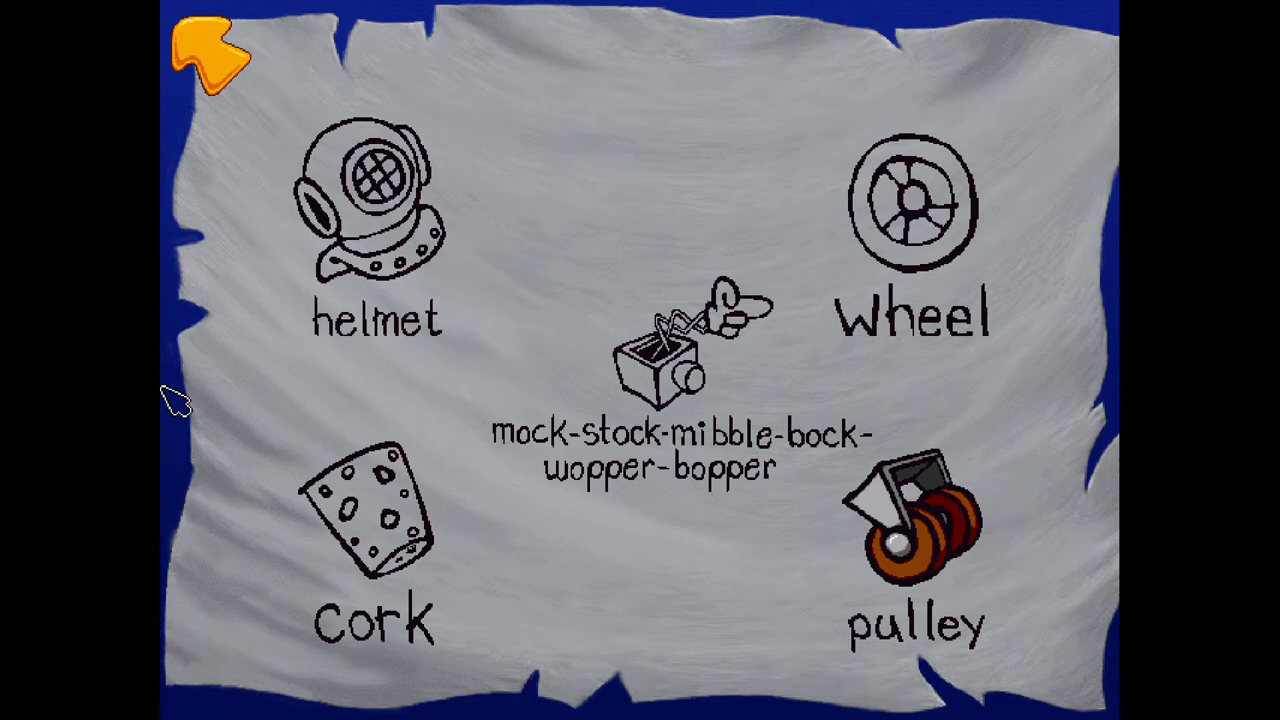 helmet
Wheel
mock-stock-mibble-bock-
wopper-bopper
cork
pulley